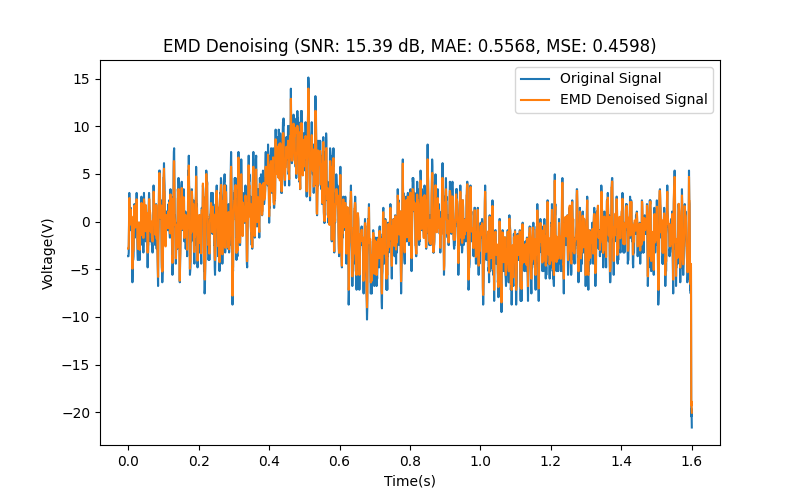 EMD Denoising (SNR: 15.39 dB, MAE: 0.5568, MSE: 0.4598)
Original Signal
EMD Denoised Signal
15
10
5
0
−5
−10
−15
−20
Voltage(V)
0.0 0.2 0.4 0.6 0.8 1.0 1.2 1.4 1.6
Time(s)